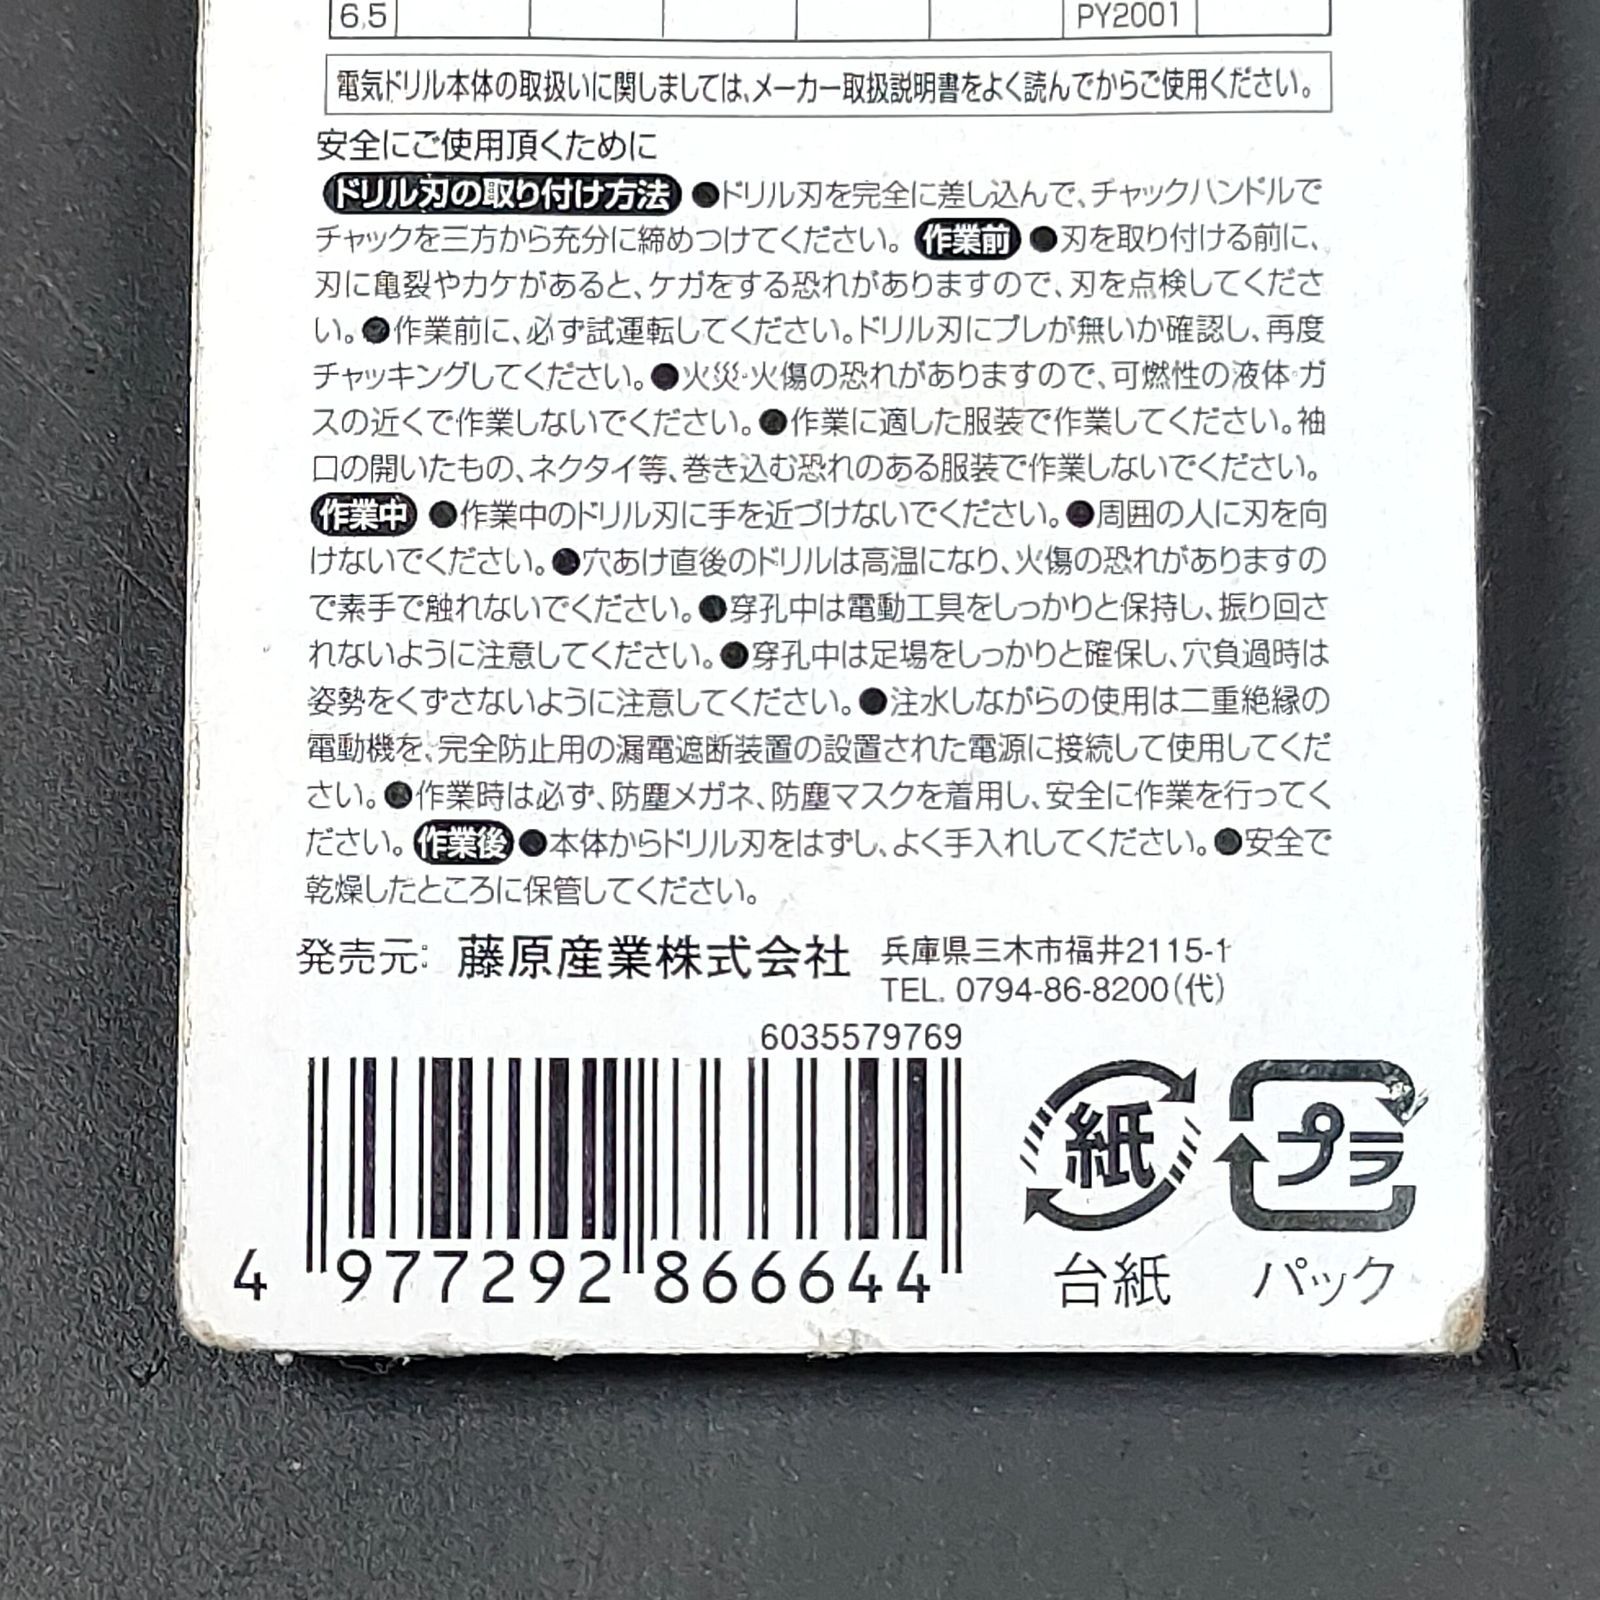 6.5 PY2001
電気ドリル本体の取扱いに関しましては、メーカー取扱説明書をよく読んでからご使用ください。
安全にご使用頂くために
ドリル刃の取り付け方法 ●ドリル刃を完全に差し込んで、チャックハンドルで
チャックを三方から充分に締めつけてください。 作業前 ●刃を取り付ける前に、
刃に亀裂やカケがあると、ケガをする恐れがありますので、刃を点検してくださ
い。●作業前に、必ず試運転してください。ドリル刃にブレが無いか確認し、再度
チャッキングしてください。●火災・火傷の恐れがありますので、可燃性の液体・ガ
スの近くで作業しないでください。●作業に適した服装で作業してください。袖
口の開いたもの、ネクタイ等、巻き込む恐れのある服装で作業しないでください。
作業中 ●作業中のドリル刃に手を近づけないでください。●周囲の人に刃を向
けないでください。●穴あけ直後のドリルは高温になり、火傷の恐れがありますの
で素手で触れないでください。●穿孔中は電動工具をしっかりと保持し、振り回さ
れないように注意してください。●穿孔中は足場をしっかりと確保し、穴負過時は
姿勢をくずさないように注意してください。●注水しながらの使用は二重絶縁の
電動機を、完全防止用の漏電遮断装置の設置された電源に接続して使用してくだ
さい。●作業時は必ず、防塵メガネ、防塵マスクを着用し、安全に作業を行ってく
ださい。 作業後 ●本体からドリル刃をはずし、よく手入れしてください。●安全で
乾燥したところに保管してください。
発売元: 藤原産業株式会社 兵庫県三木市福井2115-1
TEL. 0794-86-8200(代)
6035579769
紙 プラ
4 977292 866644 台紙 パック